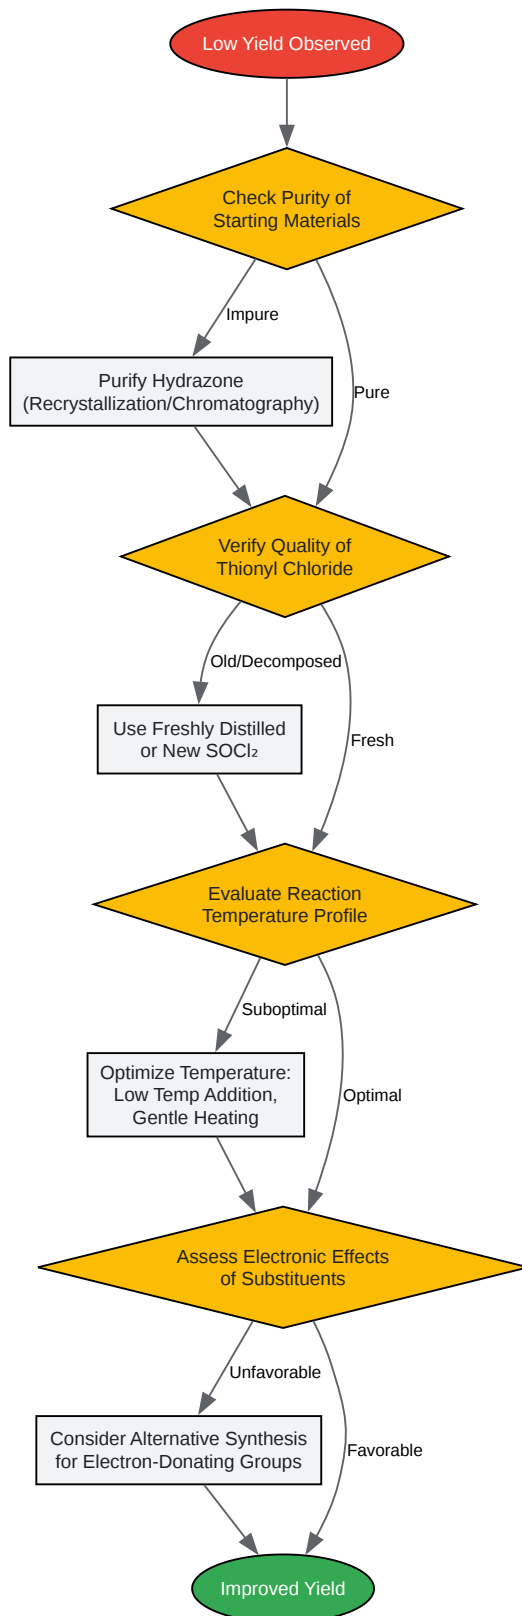 Low Yield Observed
Check Purity of
Starting Materials
Impure
Purify Hydrazone
(Recrystallization/Chromatography)
Pure
Verify Quality of
Thionyl Chloride
Old/Decomposed
Use Freshly Distilled
or New SOCl₂
Fresh
Evaluate Reaction
Temperature Profile
Suboptimal
Optimize Temperature:
Low Temp Addition,
Gentle Heating
Optimal
Assess Electronic Effects
of Substituents
Unfavorable
Consider Alternative Synthesis
for Electron-Donating Groups
Favorable
Improved Yield